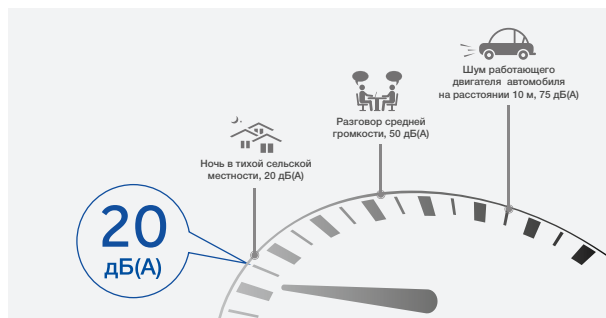 Шум работающего
двигателя автомобиля
на расстоянии 10 м, 75 дБ(А)
Разговор средней
громкости, 50 дБ(А)
Ночь в тихой сельской
местности, 20 дБ(А)
20
дБ(А)